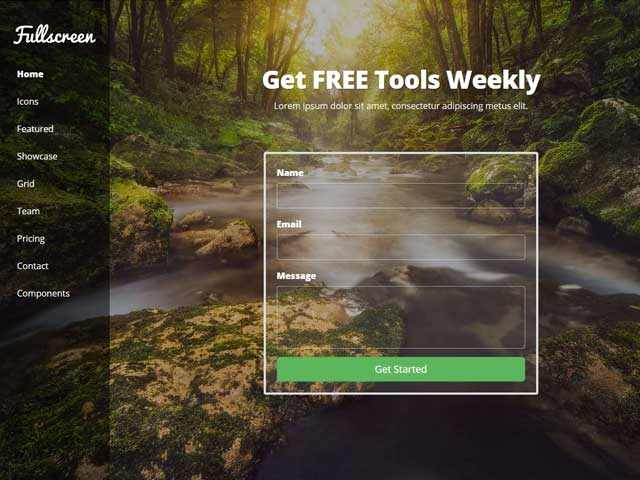 Fullscreen
Home
Icons
Featured
Showcase
Grid
Team
Pricing
Contact
Components
Get FREE Tools Weekly
Lorem ipsum dolor sit amet, consectetur adipiscing metus elit.
Name
Email
Message
Get Started